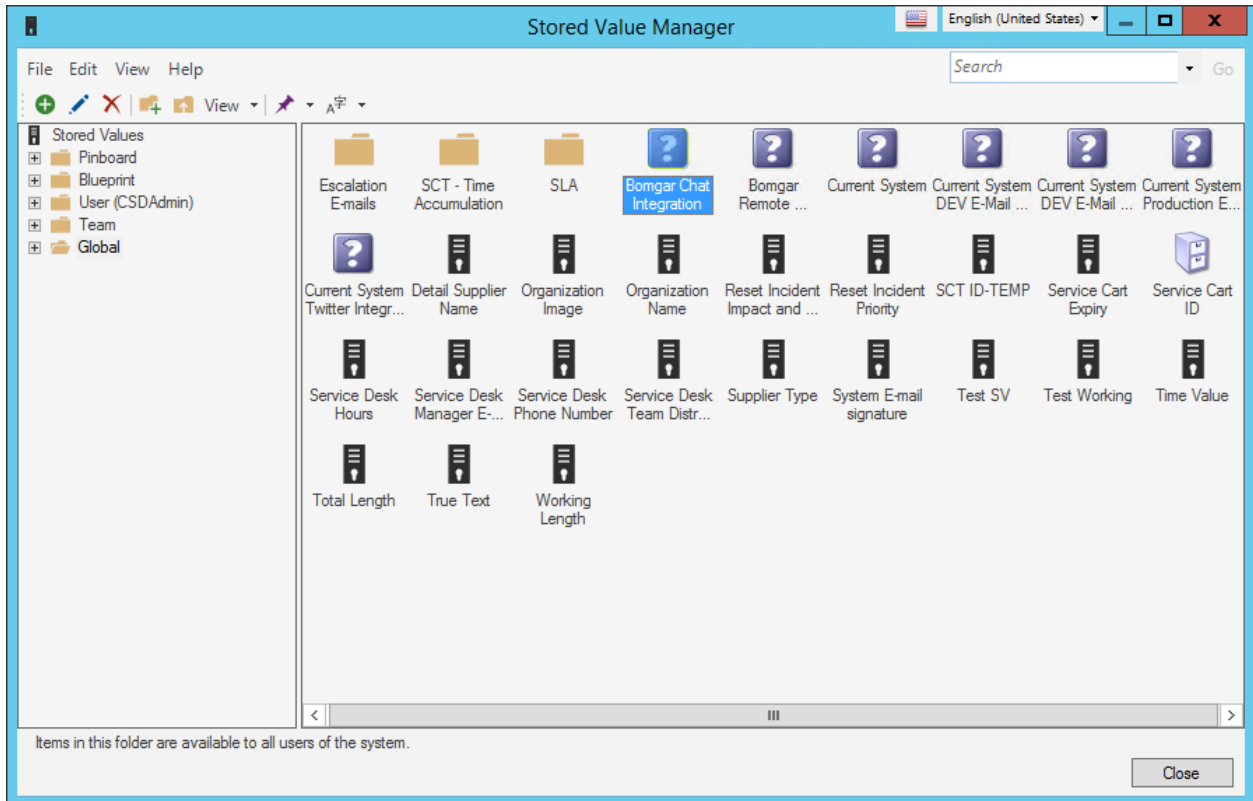 Stored Value Manager
English (United States)
File Edit View Help
Search
Go
View
A字
Stored Values
Pinboard
Blueprint
User (CSDAdmin)
Team
Global
Escalation
E-mails
SCT - Time
Accumulation
SLA
Bomgar Chat
Integration
Bomgar
Remote ...
Current System
Current System
DEV E-Mail ...
Current System
DEV E-Mail ...
Current System
Production E...
Current System
Twitter Integr...
Detail Supplier
Name
Organization
Image
Organization
Name
Reset Incident
Impact and ...
Reset Incident
Priority
SCT ID-TEMP
Service Cart
Expiry
Service Cart
ID
Service Desk
Hours
Service Desk
Manager E-...
Service Desk
Phone Number
Service Desk
Team Distr...
Supplier Type
System E-mail
signature
Test SV
Test Working
Time Value
Total Length
True Text
Working
Length
Items in this folder are available to all users of the system.
Close